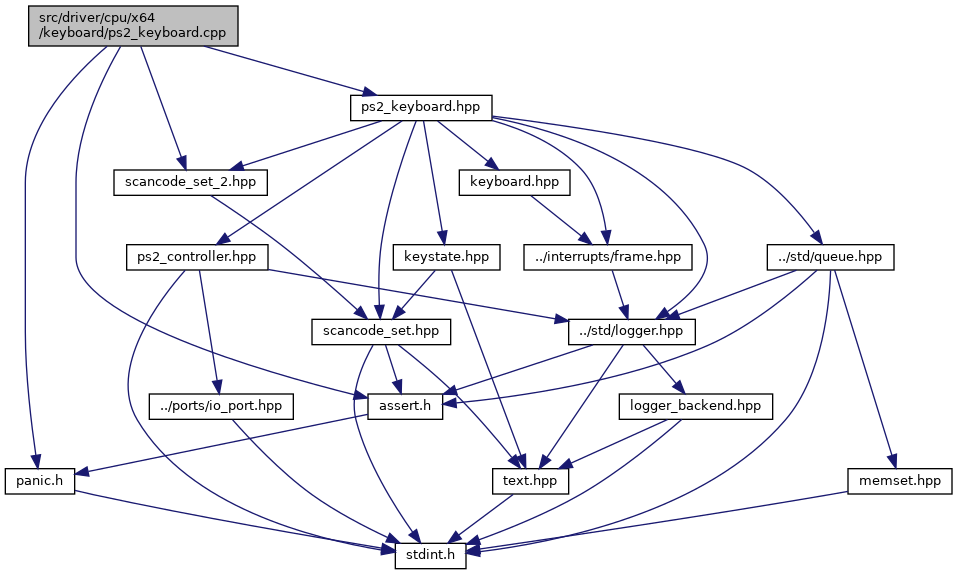 src/driver/cpu/x64
/keyboard/ps2_keyboard.cpp
ps2_keyboard.hpp
scancode_set_2.hpp
keyboard.hpp
ps2_controller.hpp
keystate.hpp
../interrupts/frame.hpp
../std/queue.hpp
scancode_set.hpp
../std/logger.hpp
../ports/io_port.hpp
assert.h
logger_backend.hpp
panic.h
text.hpp
memset.hpp
stdint.h